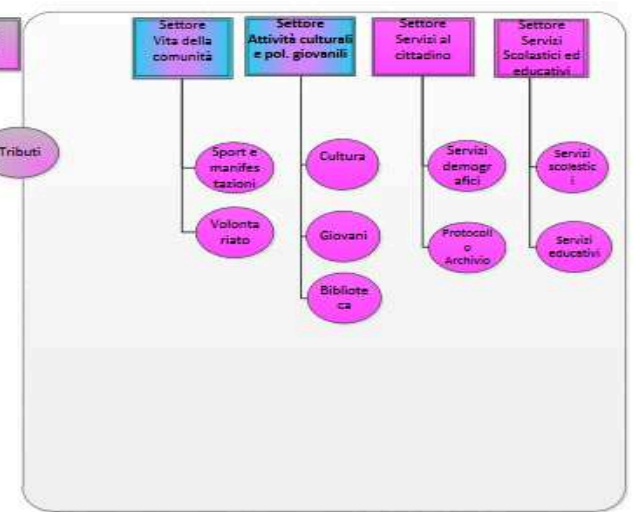 Settore
Vita della
comunità
Settore
Attività culturali
e pol. giovanili
Settore
Servizi al
cittadino
Settore
Servizi
Scolastici ed
educativi
Tributi
Sport e
manifes
tazioni
Volonta
riato
Cultura
Giovani
Bibliote
ca
Servizi
demogr
afici
Protocoll
o
Archivio
Servizi
scolastic
i
Servizi
educativi